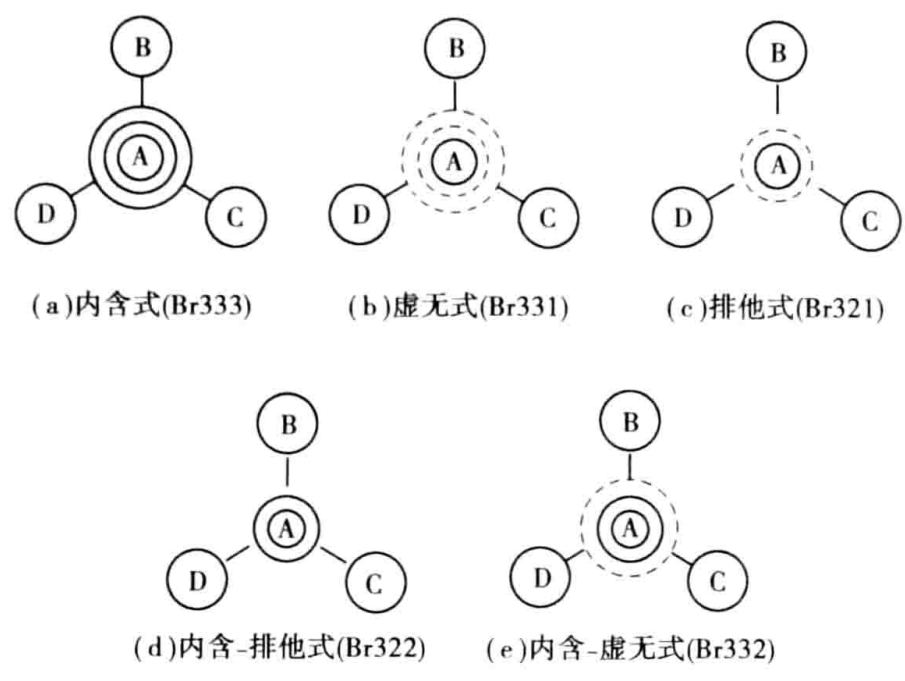 B B B
A A A
D C D C D C
(a)内含式(Br333) (b)虚无式(Br331) (c)排他式(Br321)
B B
A A
D C D C
(d)内含-排他式(Br322) (e)内含-虚无式(Br332)